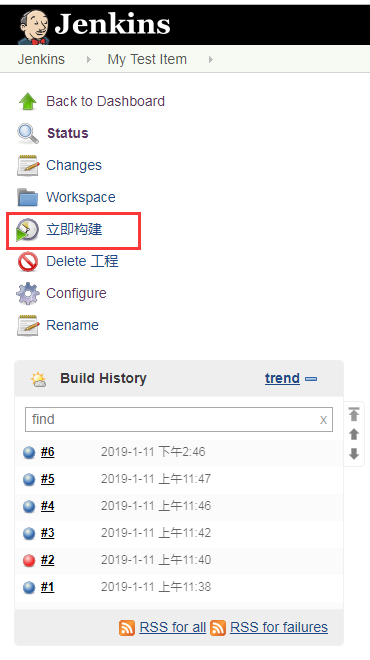 Jenkins
Jenkins My Test Item
Back to Dashboard
Status
Changes
Workspace
立即构建
Delete 工程
Configure
Rename
Build History trend
find x
#6 2019-1-11 下午2:46
#5 2019-1-11 上午11:47
#4 2019-1-11 上午11:46
#3 2019-1-11 上午11:42
#2 2019-1-11 上午11:40
#1 2019-1-11 上午11:38
RSS for all RSS for failures